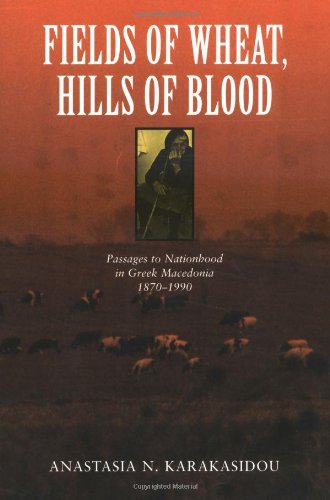 FIELDS OF WHEAT,
HILLS OF BLOOD
Passages to Nationhood
in Greek Macedonia
1870–1990
ANASTASIA N. KARAKASIDOU